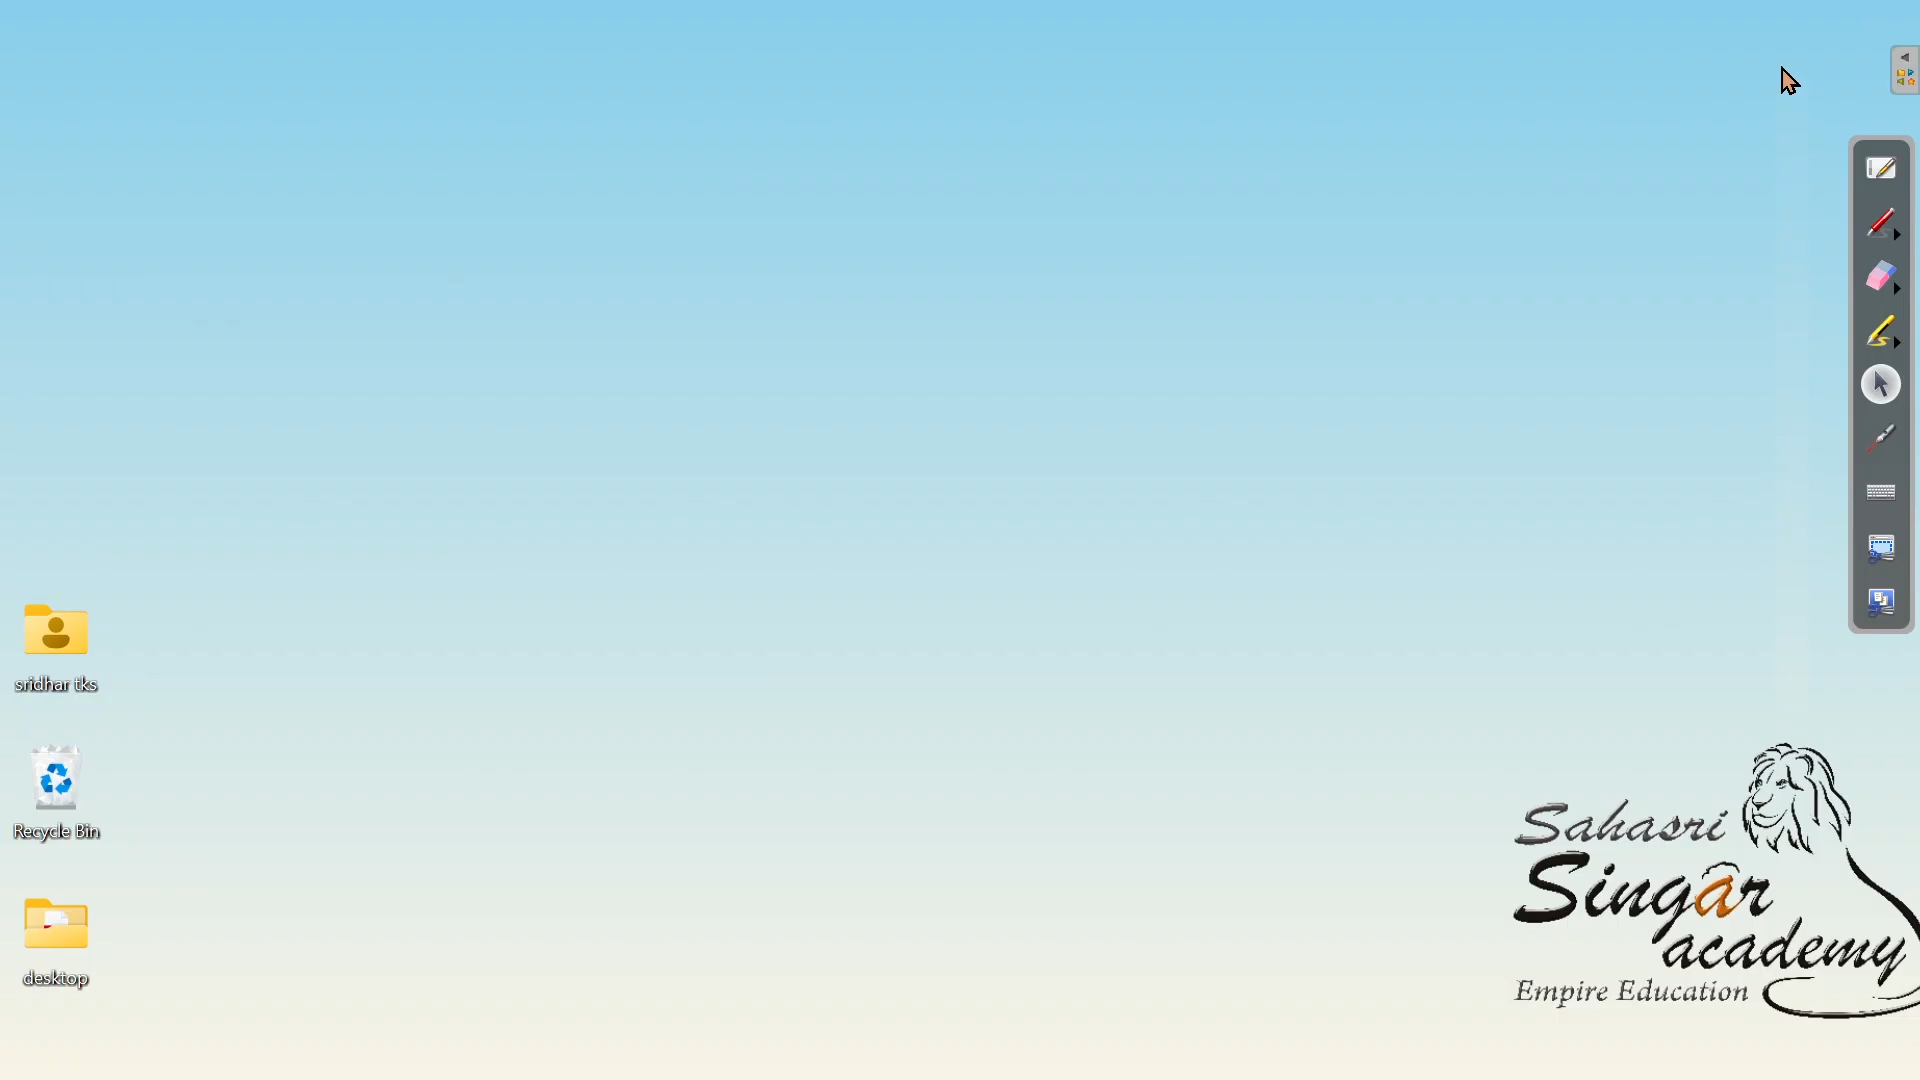 sridhar tks
Recycle Bin
desktop
Sahasri
Singar
academy
Empire Education